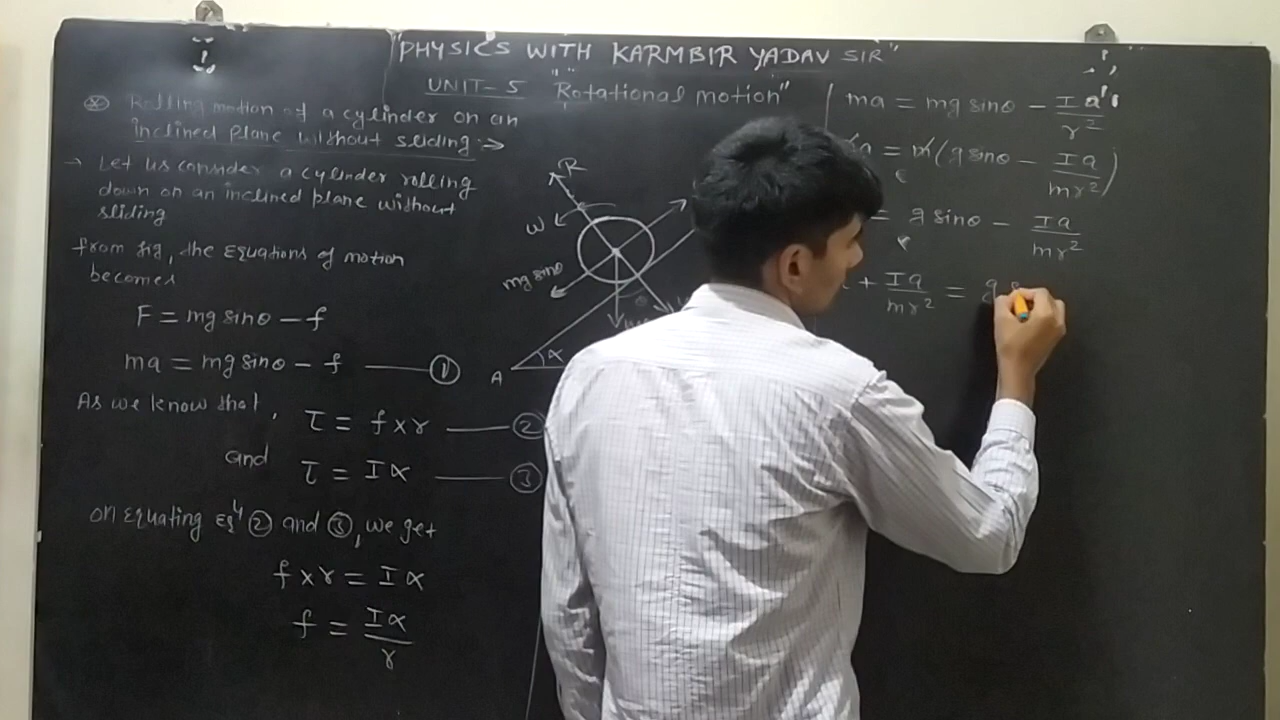 "PHYSICS WITH KARMBIR YADAV SIR"
UNIT-5 "Rotational motion"
Rolling motion of a cylinder on an
inclined plane without sliding :→
→ Let us consider a cylinder rolling
down on an inclined plane without
sliding
from fig, the Equations of motion
becomes
F = mg sinθ − f
ma = mg sinθ − f —— ①
As we know that,
τ = f x r —— ②
and
τ = Iα —— ③
on Equating Eqⁿ ② and ③, we get
f x r = Iα
f = Iα / r
R
ω
mg sinθ
θ
A
α
ma = mg sinθ − Ia / r²
a = m(g sinθ − Ia / mr²)
= g sinθ − Ia / mr²
+ Ia / mr² = g s